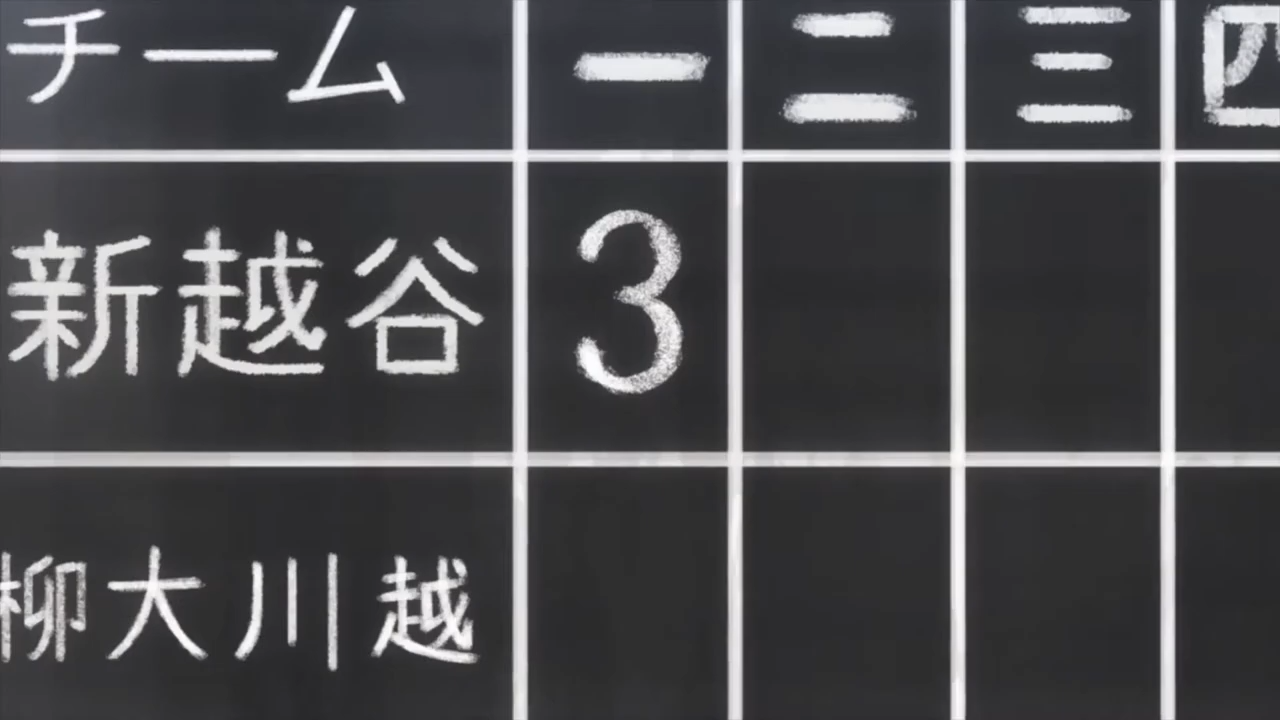 チーム 一 二 三 四
新越谷 3
柳大川越